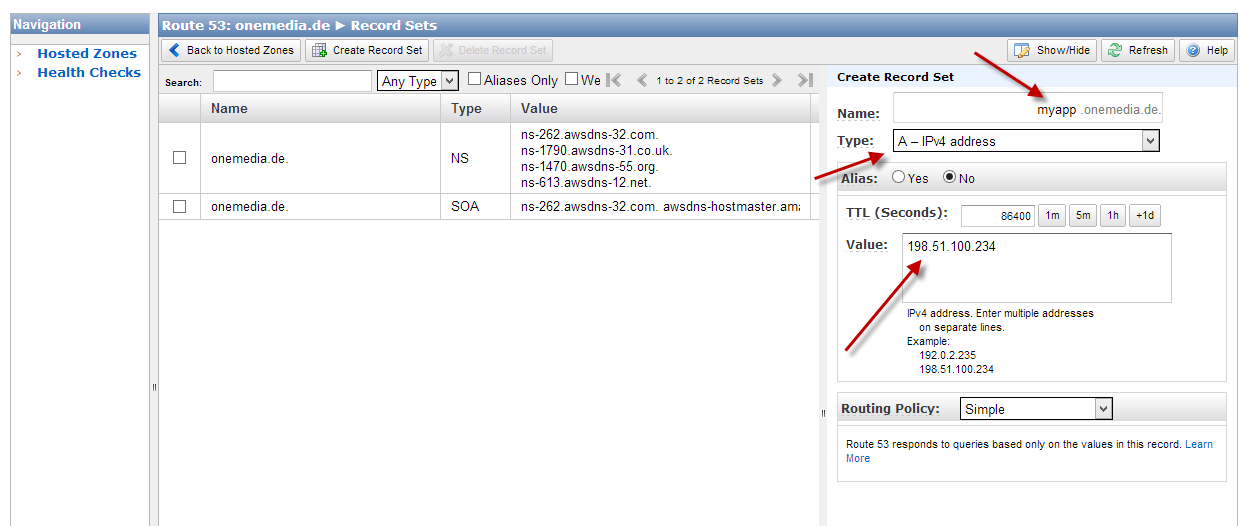 Navigation
> Hosted Zones
> Health Checks
Route 53: onemedia.de ► Record Sets
Back to Hosted Zones Create Record Set Delete Record Set Show/Hide Refresh Help
Search: Any Type Aliases Only We 1 to 2 of 2 Record Sets
Name Type Value
onemedia.de. NS
ns-262.awsdns-32.com.
ns-1790.awsdns-31.co.uk.
ns-1470.awsdns-55.org.
ns-613.awsdns-12.net.
onemedia.de. SOA ns-262.awsdns-32.com. awsdns-hostmaster.ama
Create Record Set
Name: myapp .onemedia.de.
Type: A – IPv4 address
Alias: Yes No
TTL (Seconds): 86400 1m 5m 1h +1d
Value: 198.51.100.234
IPv4 address. Enter multiple addresses
on separate lines.
Example:
192.0.2.235
198.51.100.234
Routing Policy: Simple
Route 53 responds to queries based only on the values in this record. Learn
More